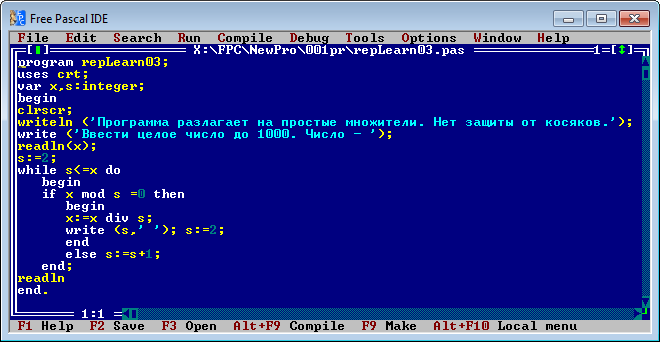 Free Pascal IDE
File Edit Search Run Compile Debug Tools Options Window Help
X:\FPC\NewPro\001pr\repLearn03.pas 1=[↕]
program repLearn03;
uses crt;
var x,s:integer;
begin
clrscr;
writeln ('Программа разлагает на простые множители. Нет защиты от косяков.');
write ('Ввести целое число до 1000. Число - ');
readln(x);
s:=2;
while s<=x do
begin
if x mod s =0 then
begin
x:=x div s;
write (s,' '); s:=2;
end
else s:=s+1;
end;
readln
end.
1:1
F1 Help F2 Save F3 Open Alt+F9 Compile F9 Make Alt+F10 Local menu